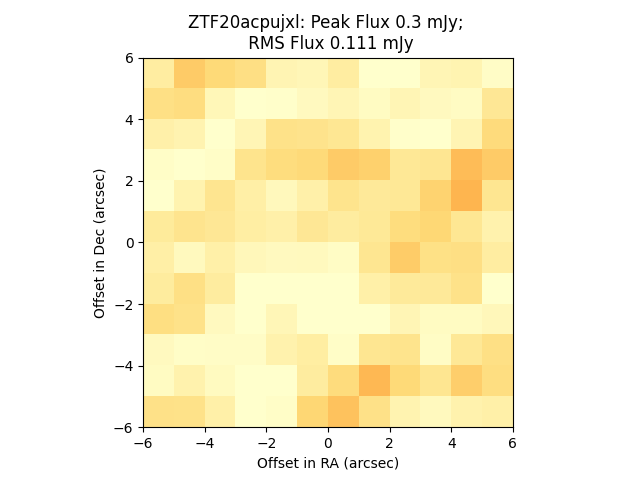 ZTF20acpujxl: Peak Flux 0.3 mJy;
RMS Flux 0.111 mJy
6
4
2
0
−2
−4
−6
Offset in Dec (arcsec)
−6 −4 −2 0 2 4 6
Offset in RA (arcsec)